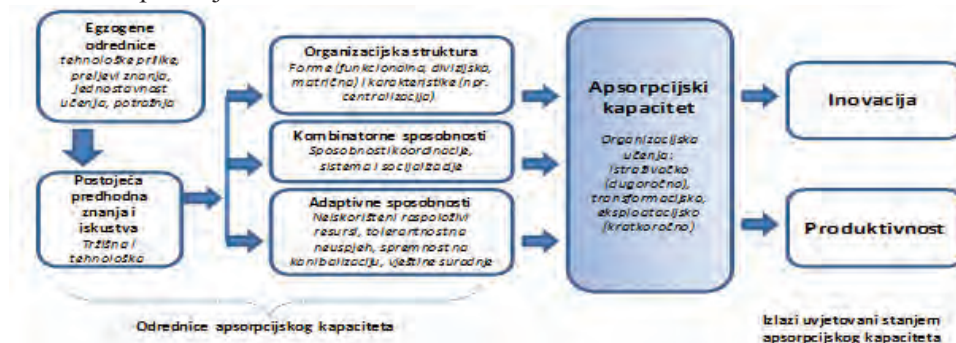 Egzogene
odrednice
tehnološke prilike,
preljevi znanja,
jednostavnost
učenja, potražnja
Postojeća
predhodna
znanja i
iskustva
Tržišna i
tehnološka
Organizacijska struktura
Forme (funkcionalna, divizijska,
matrična) i karakteristike (npr.
centralizacija)
Kombinatorne sposobnosti
Sposobnosti koordinacije,
sistema i socijalizacije
Adaptivne sposobnosti
Neiskorišteni raspoloživi
resursi, tolerantnost na
neuspjeh, spremnost na
kanibalizaciju, vještine suradnje
Apsorpcijski
kapacitet
Organizacijska
učenja:
istraživačko
(dugoročno),
transformacijsko,
eksploatacijsko
(kratkoročno)
Inovacija
Produktivnost
Odrednice apsorpcijskog kapaciteta
Izlazi uvjetovani stanjem
apsorpcijskog kapaciteta